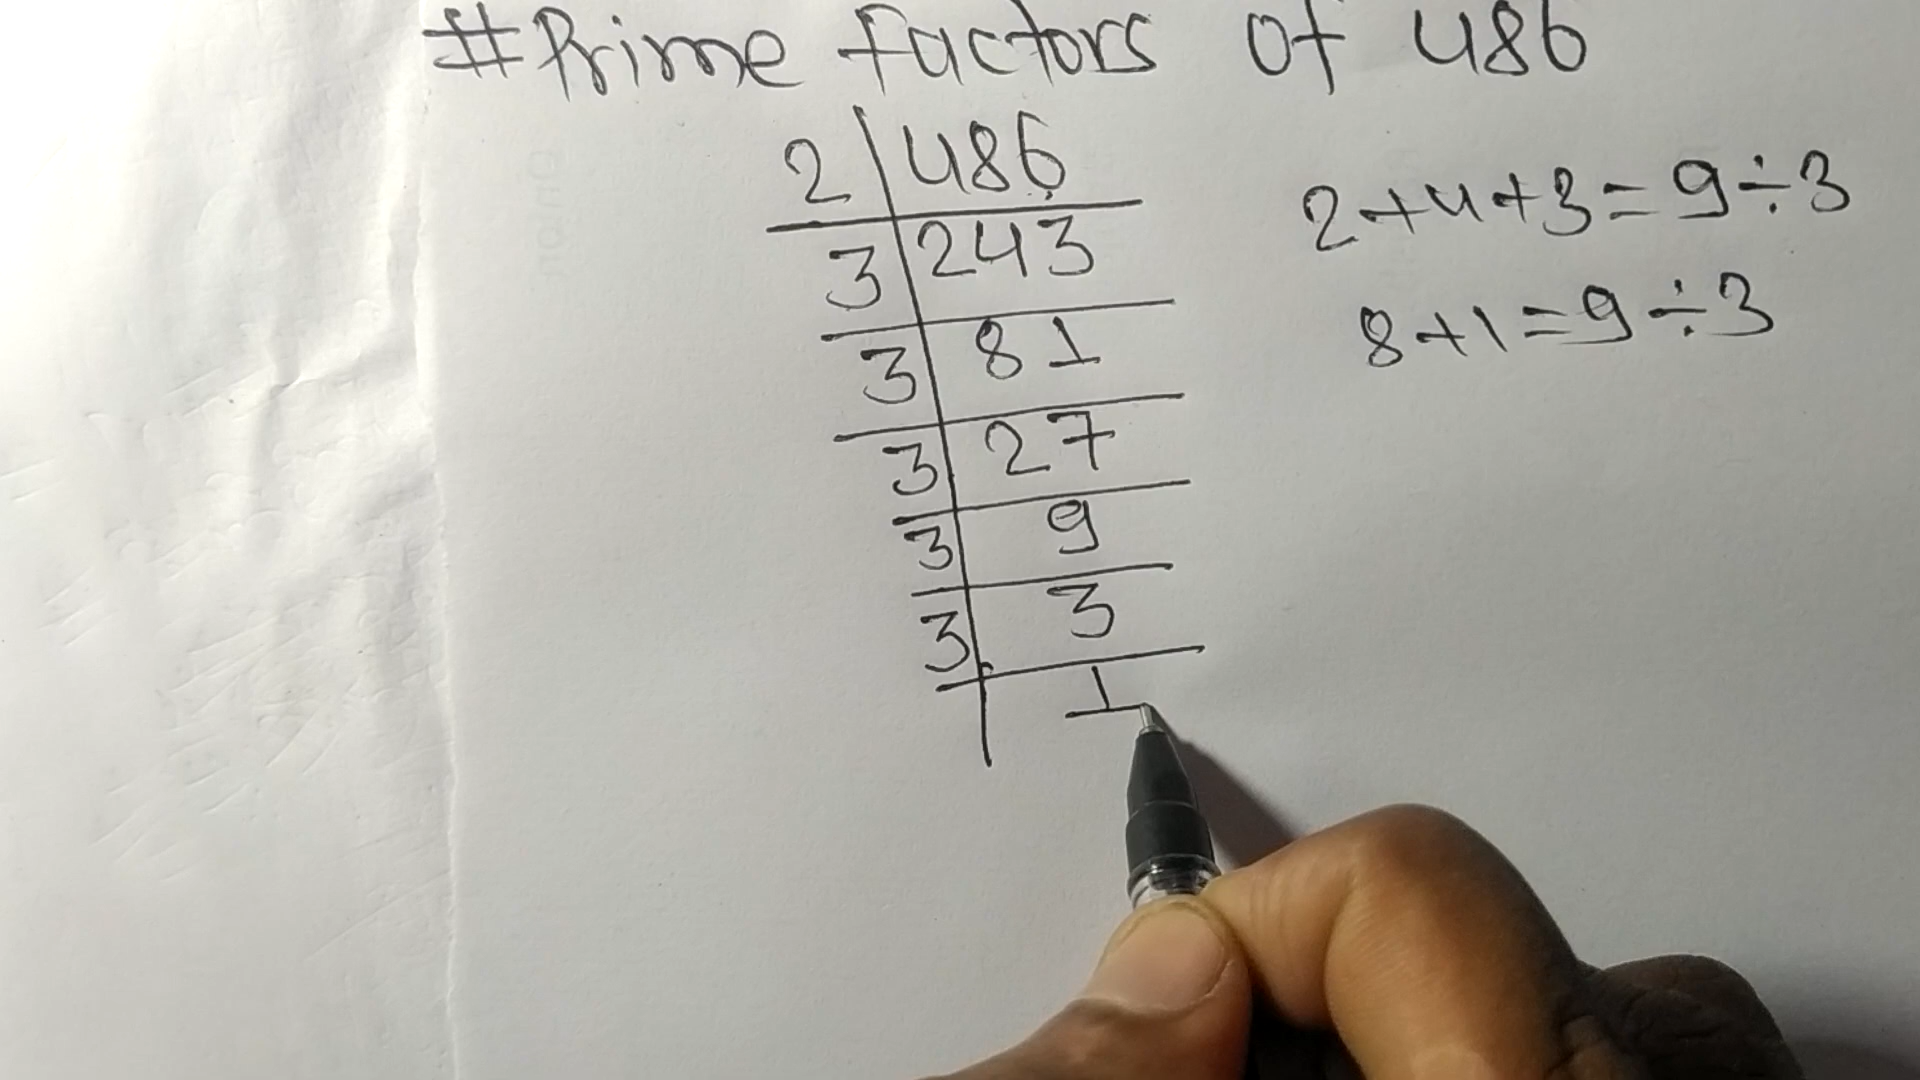 #Prime factors of 486
2 | 486
3 | 243
3 | 81
3 | 27
3 | 9
3 | 3
| 1
2+4+3=9÷3
8+1=9÷3